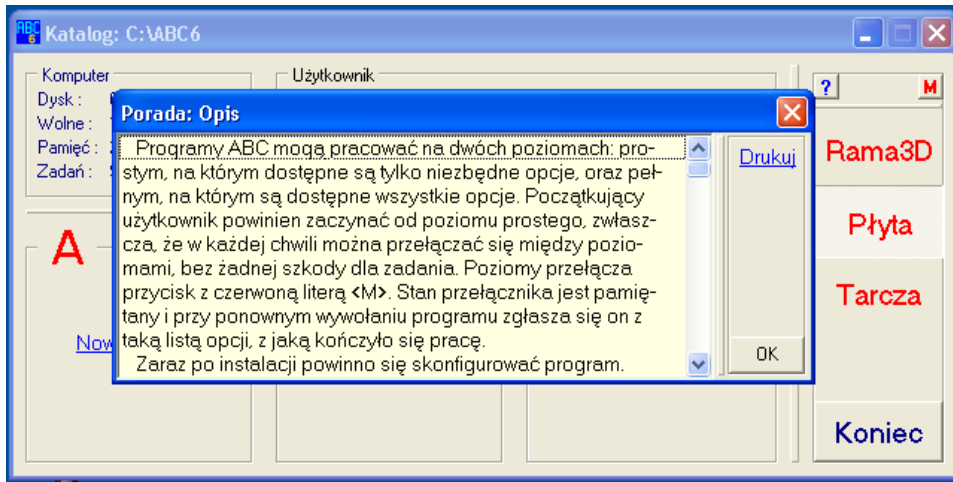 ABC 6 Katalog: C:\ABC6
Komputer
Użytkownik
Dysk :
Wolne :
Pamięć :
Zadań :
? M
Porada: Opis
Programy ABC mogą pracować na dwóch poziomach: pro-
stym, na którym dostępne są tylko niezbędne opcje, oraz peł-
nym, na którym są dostępne wszystkie opcje. Początkujący
użytkownik powinien zaczynać od poziomu prostego, zwłasz-
cza, że w każdej chwili można przełączać się między pozio-
mami, bez żadnej szkody dla zadania. Poziomy przełącza
przycisk z czerwoną literą <M>. Stan przełącznika jest pamię-
tany i przy ponownym wywołaniu programu zgłasza się on z
taką listą opcji, z jaką kończyło się pracę.
Zaraz po instalacji powinno się skonfigurować program.
Drukuj
OK
A
Now
Rama3D
Płyta
Tarcza
Koniec